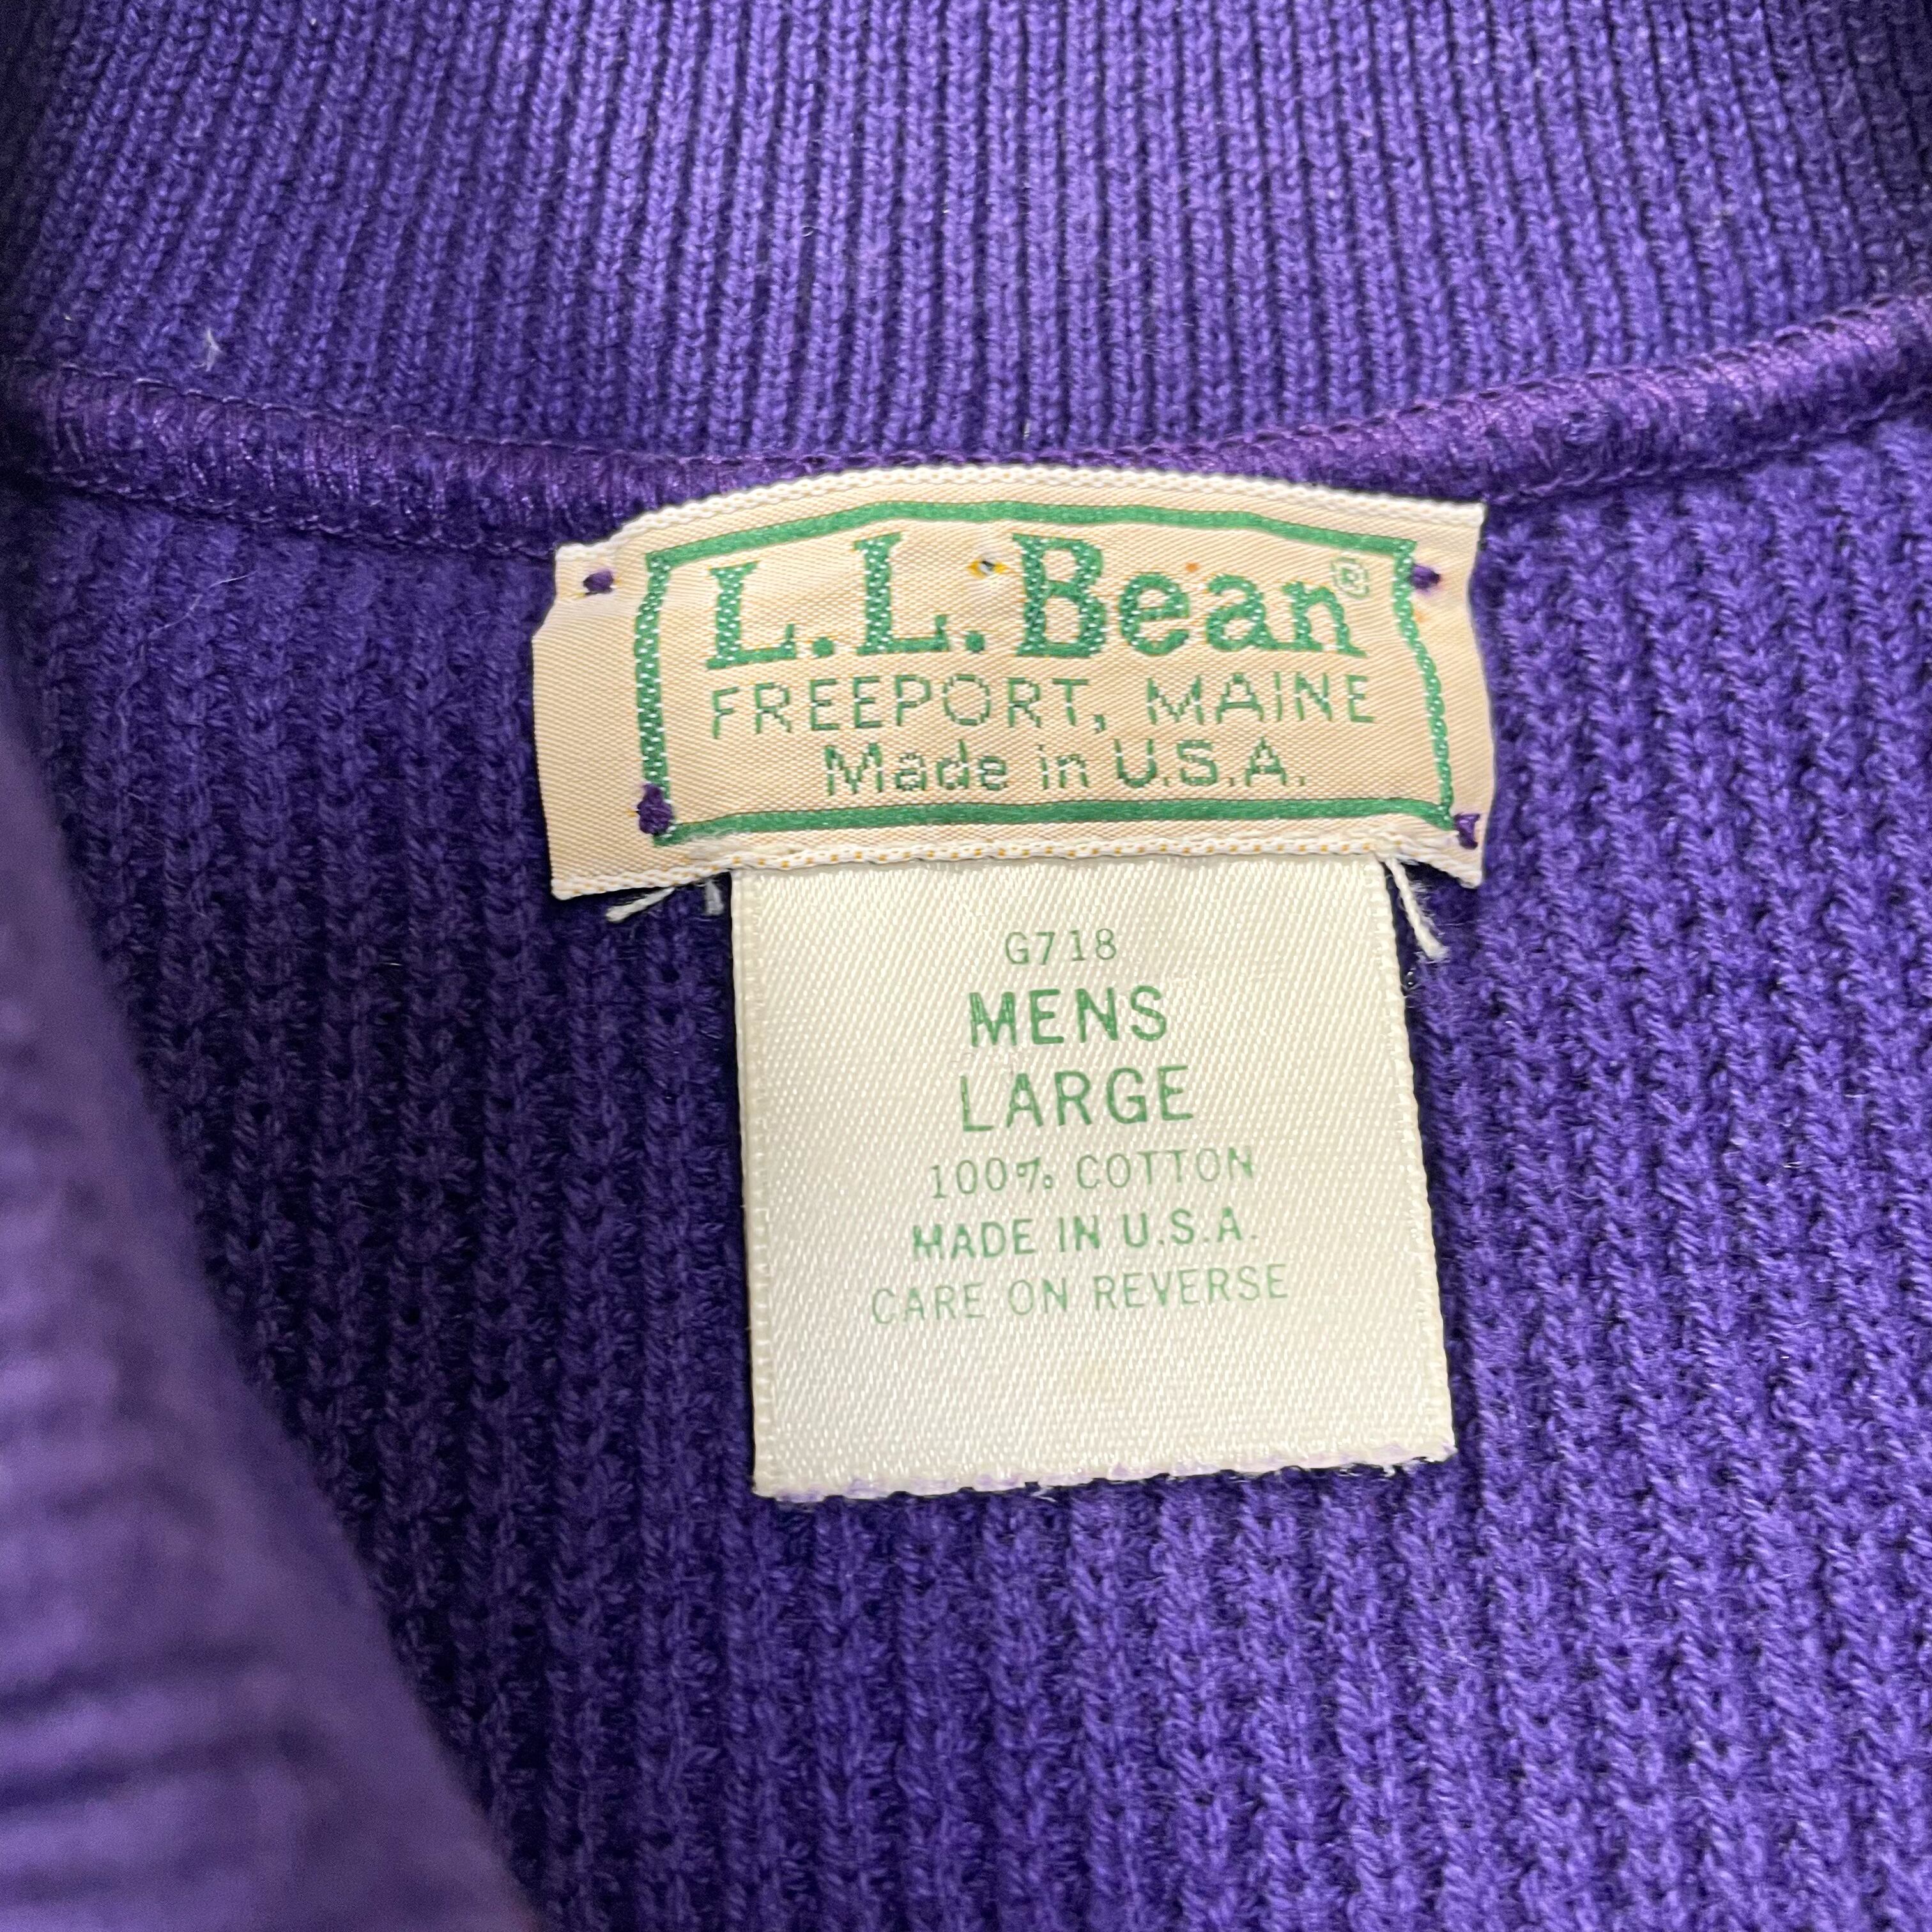 L.L.Bean®
FREEPORT, MAINE
Made in U.S.A.
G718
MENS
LARGE
100% COTTON
MADE IN U.S.A.
CARE ON REVERSE